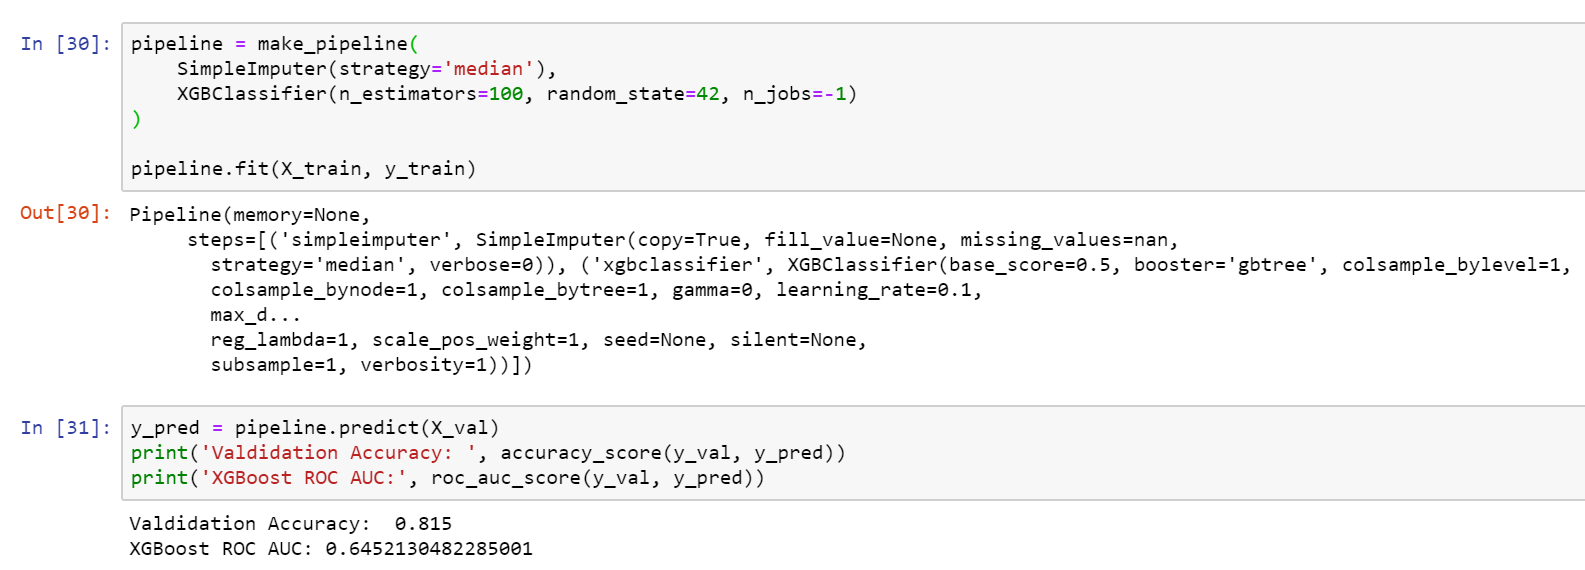 In [30]: pipeline = make_pipeline(
    SimpleImputer(strategy='median'),
    XGBClassifier(n_estimators=100, random_state=42, n_jobs=-1)
)
pipeline.fit(X_train, y_train)
Out[30]: Pipeline(memory=None,
     steps=[('simpleimputer', SimpleImputer(copy=True, fill_value=None, missing_values=nan,
       strategy='median', verbose=0)), ('xgbclassifier', XGBClassifier(base_score=0.5, booster='gbtree', colsample_bylevel=1,
       colsample_bynode=1, colsample_bytree=1, gamma=0, learning_rate=0.1,
       max_d...
       reg_lambda=1, scale_pos_weight=1, seed=None, silent=None,
       subsample=1, verbosity=1))])
In [31]: y_pred = pipeline.predict(X_val)
print('Valdidation Accuracy: ', accuracy_score(y_val, y_pred))
print('XGBoost ROC AUC:', roc_auc_score(y_val, y_pred))
Valdidation Accuracy:  0.815
XGBoost ROC AUC: 0.6452130482285001